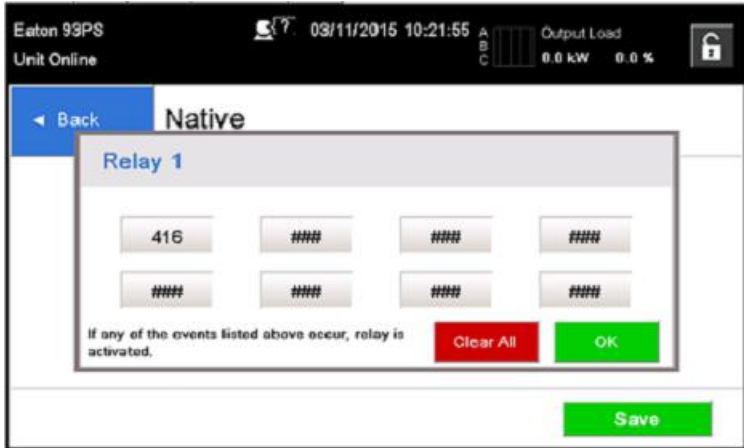 Eaton 93PS
Unit Online
? 03/11/2015 10:21:55
A
B
C
Output Load
0.0 kW 0.0 %
◄ Back
Native
Relay 1
416 ### ### ###
### ### ### ###
If any of the events listed above occur, relay is
activated.
Clear All
OK
Save